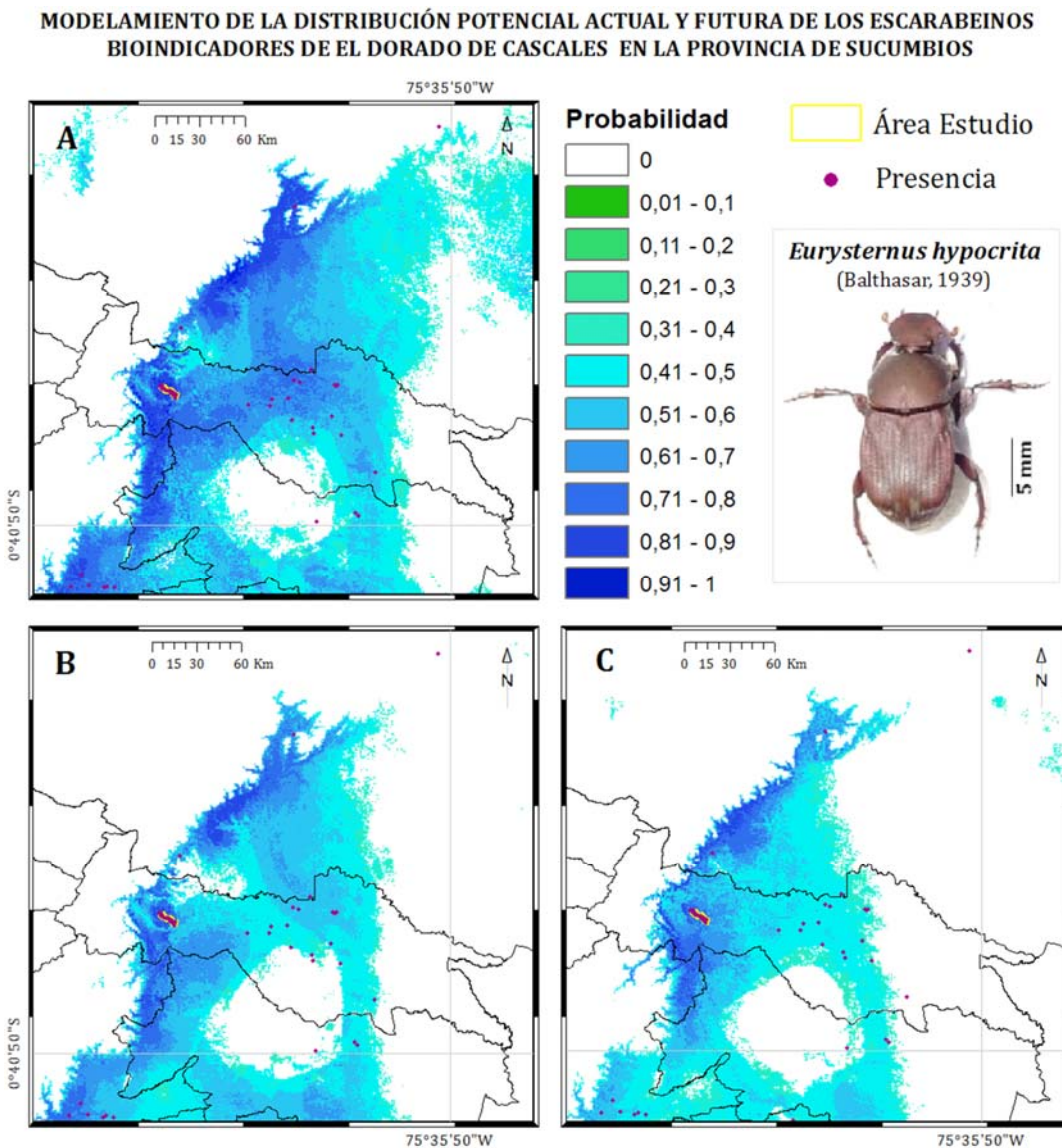 MODELAMIENTO DE LA DISTRIBUCIÓN POTENCIAL ACTUAL Y FUTURA DE LOS ESCARABEINOS
BIOINDICADORES DE EL DORADO DE CASCALES EN LA PROVINCIA DE SUCUMBIOS
75°35'50"W
A
0 15 30 60 Km
N
0°40'50"S
Probabilidad
0
0,01 - 0,1
0,11 - 0,2
0,21 - 0,3
0,31 - 0,4
0,41 - 0,5
0,51 - 0,6
0,61 - 0,7
0,71 - 0,8
0,81 - 0,9
0,91 - 1
Área Estudio
Presencia
Eurysternus hypocrita
(Balthasar, 1939)
5 mm
B
0 15 30 60 Km
N
0°40'50"S
75°35'50"W
C
0 15 30 60 Km
N
75°35'50"W